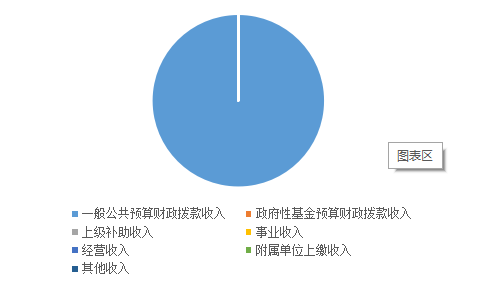 图表区
一般公共预算财政拨款收入 政府性基金预算财政拨款收入
上级补助收入 事业收入
经营收入 附属单位上缴收入
其他收入